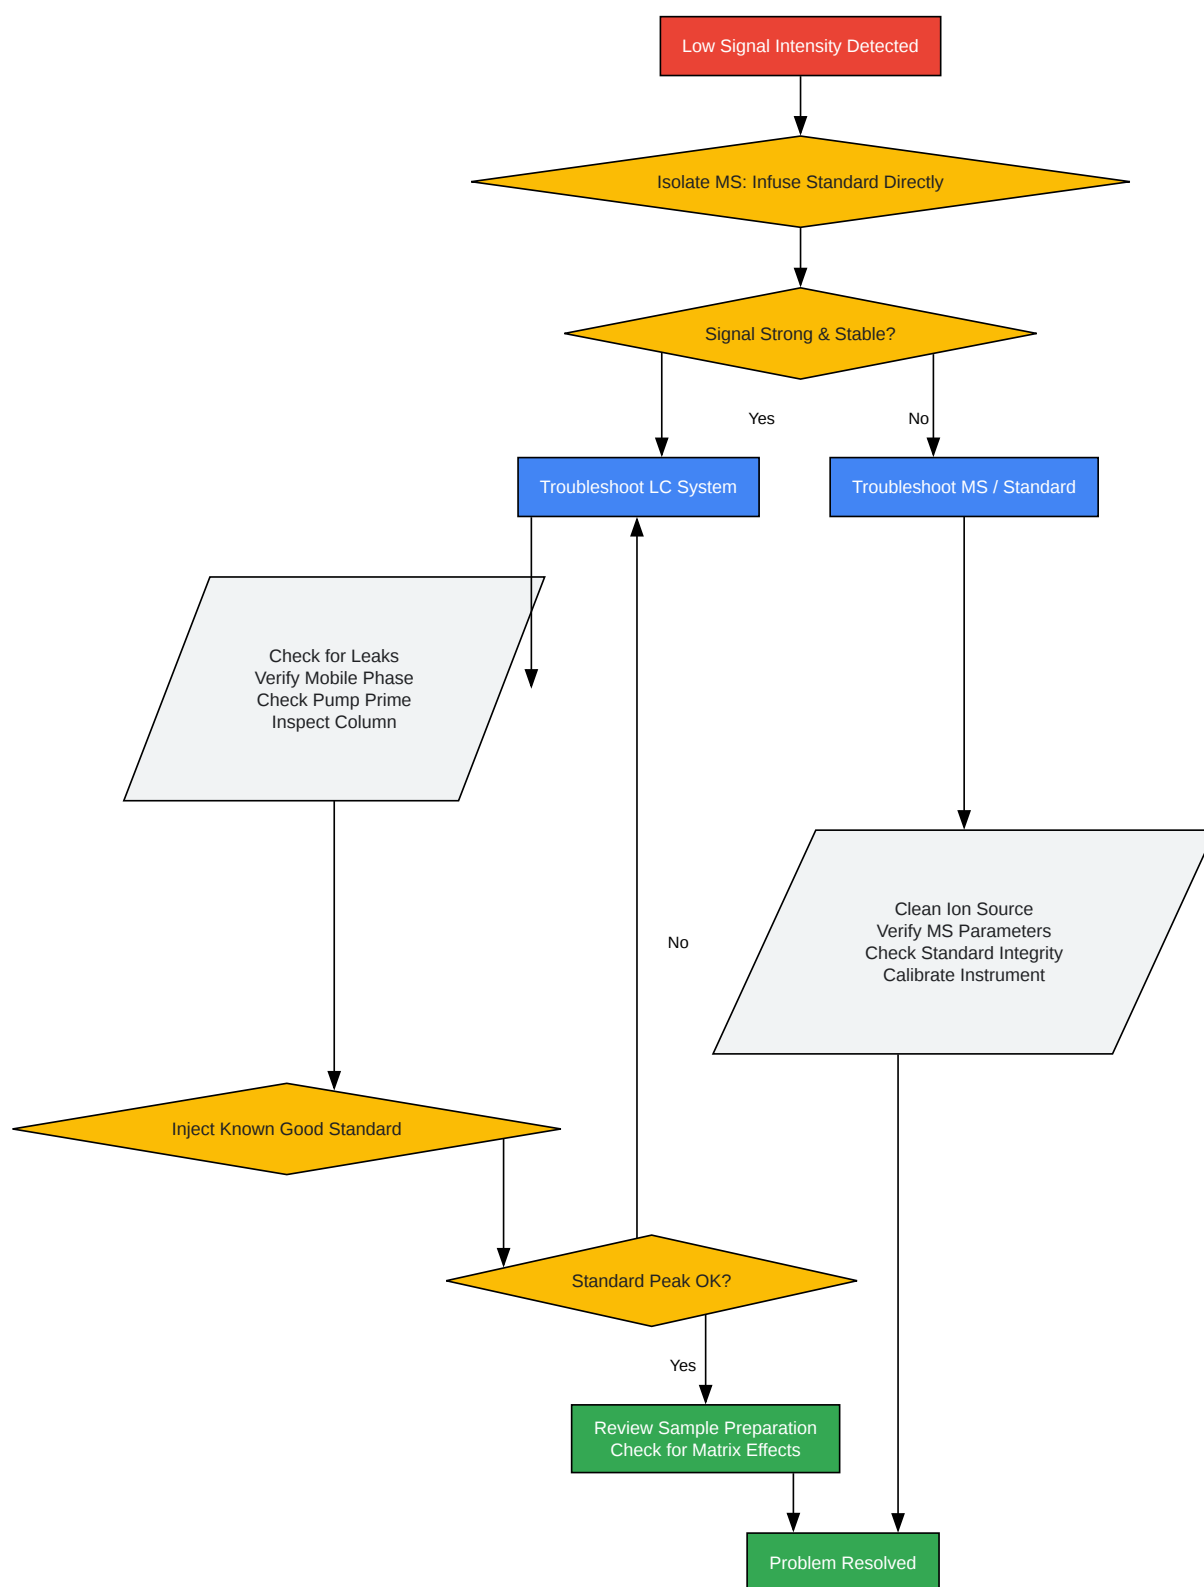 Low Signal Intensity Detected
Isolate MS: Infuse Standard Directly
Signal Strong & Stable?
Yes
No
Troubleshoot LC System
Troubleshoot MS / Standard
Check for Leaks
Verify Mobile Phase
Check Pump Prime
Inspect Column
Clean Ion Source
Verify MS Parameters
Check Standard Integrity
Calibrate Instrument
No
Inject Known Good Standard
Standard Peak OK?
Yes
Review Sample Preparation
Check for Matrix Effects
Problem Resolved